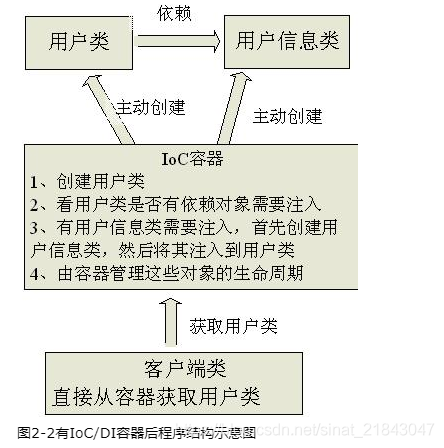 依赖
用户类
用户信息类
主动创建
主动创建
IoC容器
1、创建用户类
2、看用户类是否有依赖对象需要注入
3、有用户信息类需要注入，首先创建用
户信息类，然后将其注入到用户类
4、由容器管理这些对象的生命周期
获取用户类
客户端类
直接从容器获取用户类
图2-2有IoC/DI容器后程序结构示意图
csdn.net/sinat_21843047